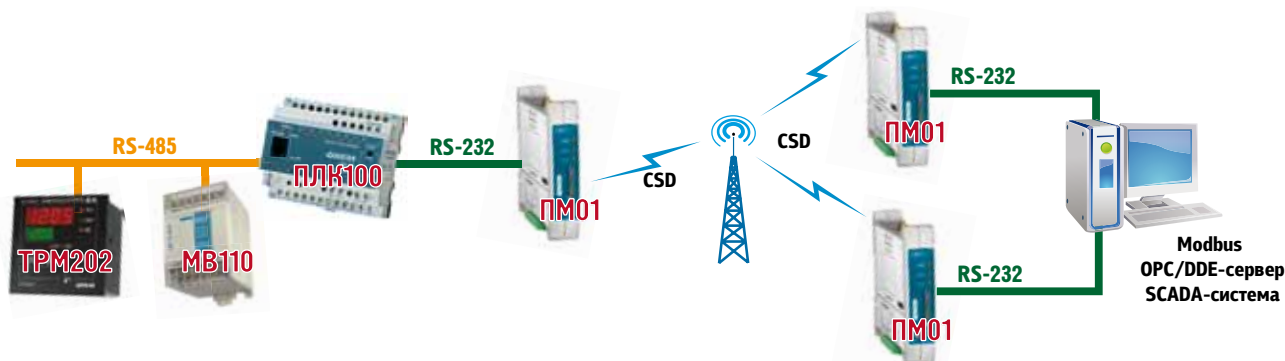 RS-485
ТРМ202
МВ110
ПЛК100
RS-232
ПМ01
CSD
CSD
RS-232
ПМ01
RS-232
ПМ01
Modbus
OPC/DDE-сервер
SCADA-система